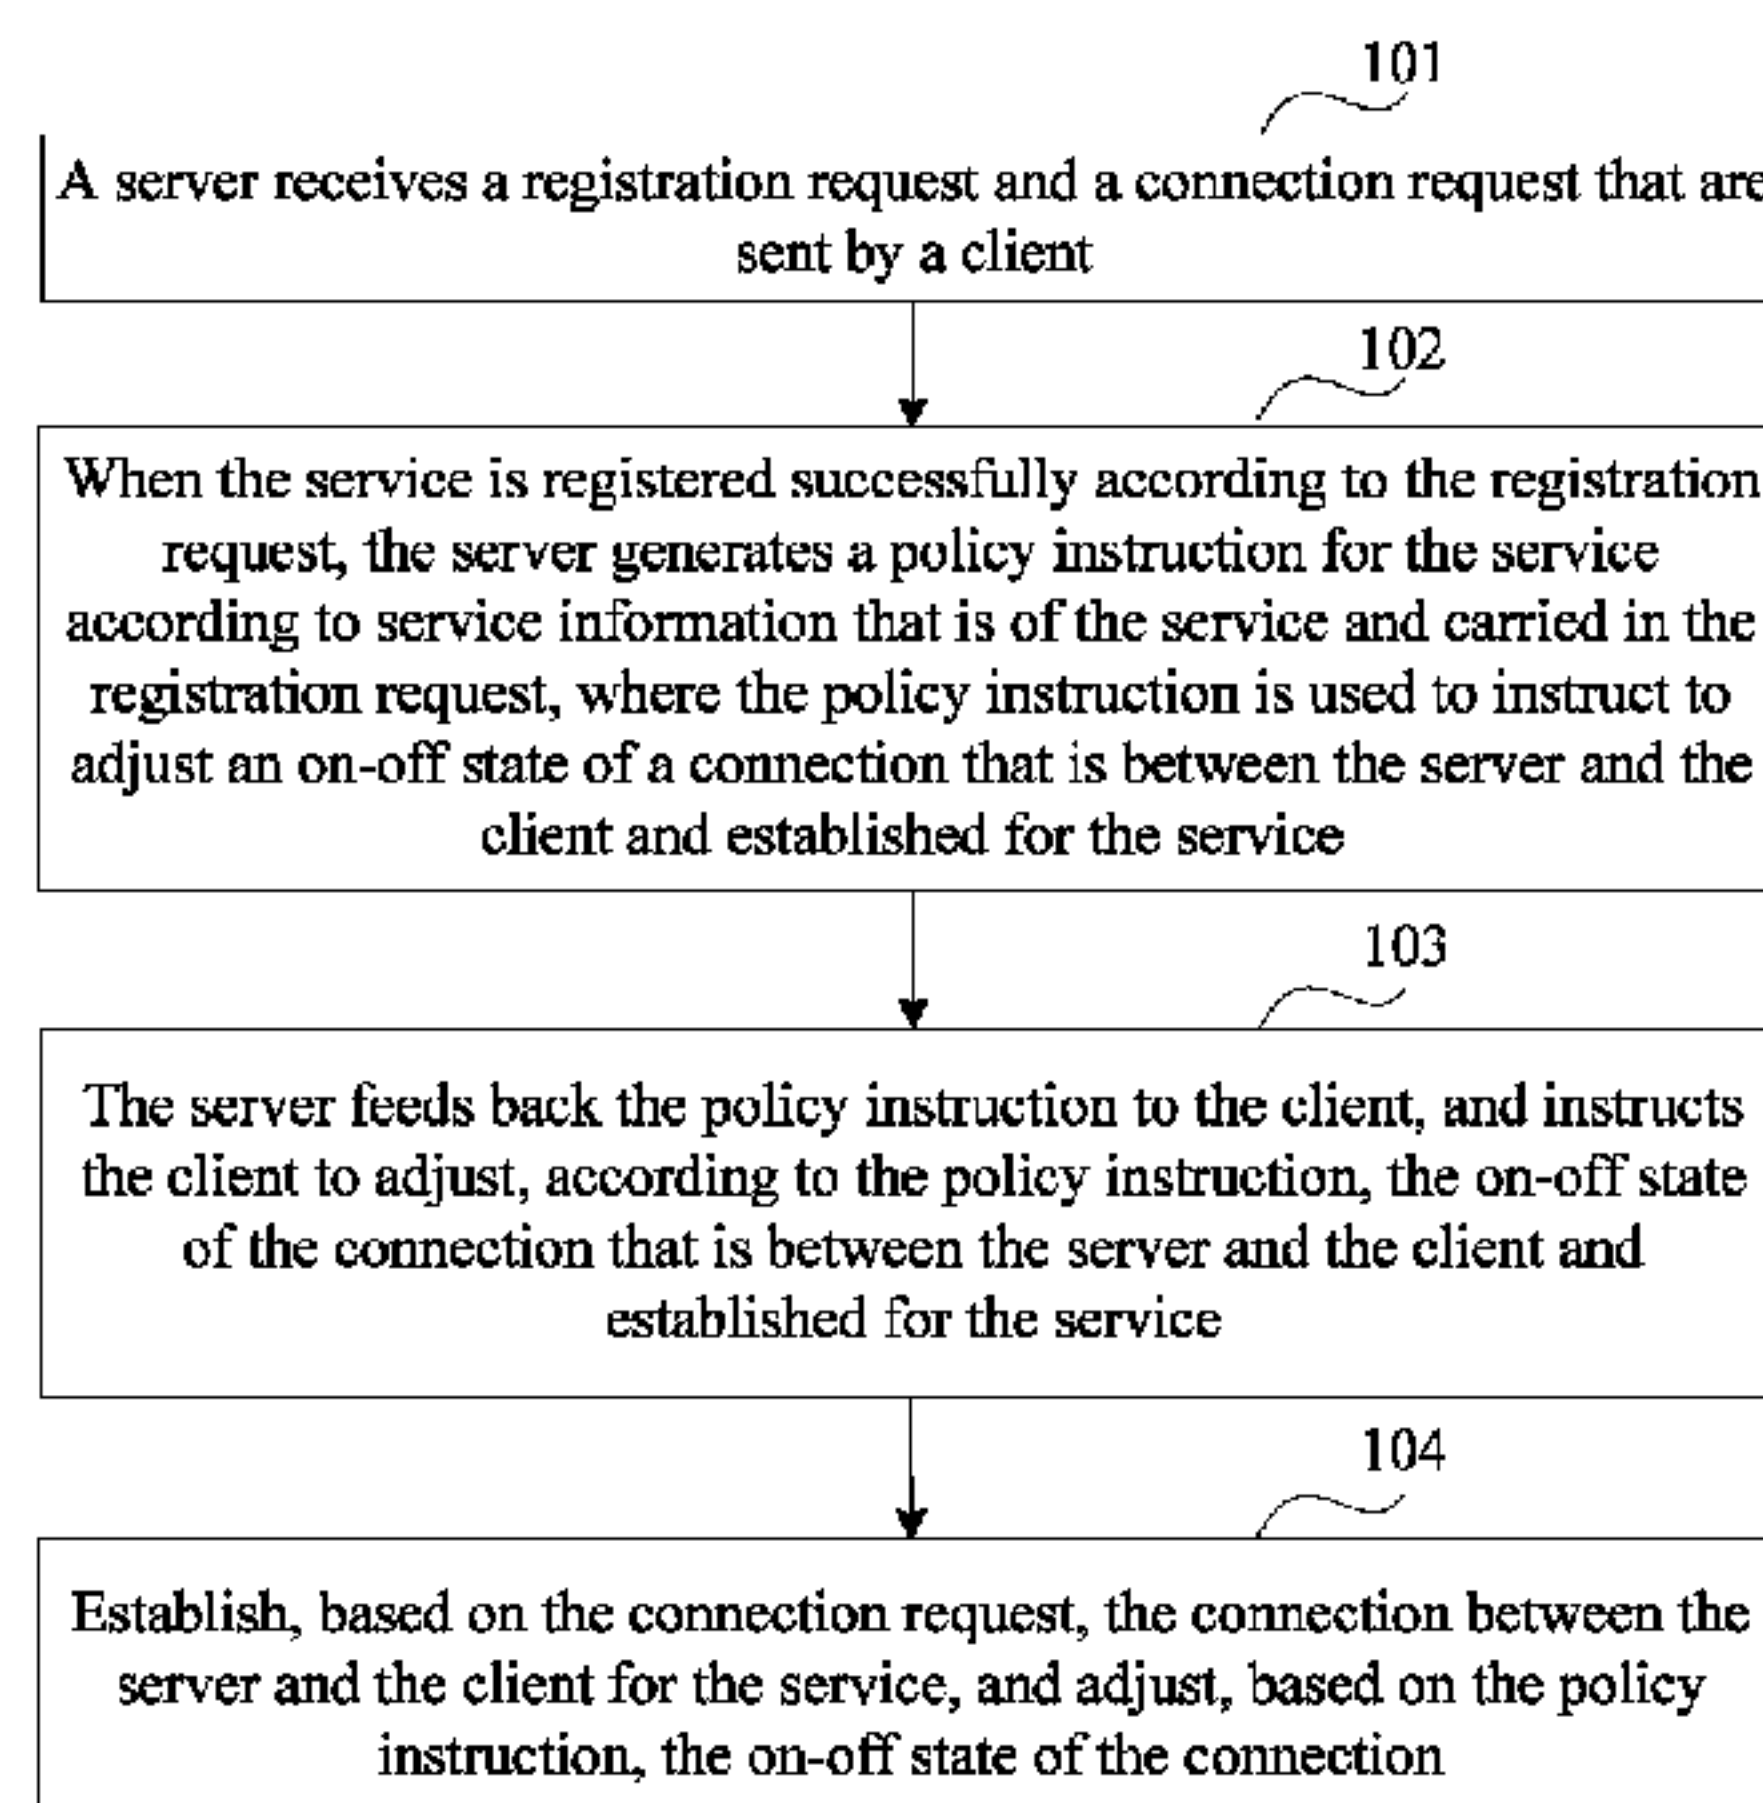 101
A server receives a registration request and a connection request that are
sent by a client
102
When the service is registered successfully according to the registration
request, the server generates a policy instruction for the service
according to service information that is of the service and carried in the
registration request, where the policy instruction is used to instruct to
adjust an on-off state of a connection that is between the server and the
client and established for the service
103
The server feeds back the policy instruction to the client, and instructs
the client to adjust, according to the policy instruction, the on-off state
of the connection that is between the server and the client and
established for the service
104
Establish, based on the connection request, the connection between the
server and the client for the service, and adjust, based on the policy
instruction, the on-off state of the connection